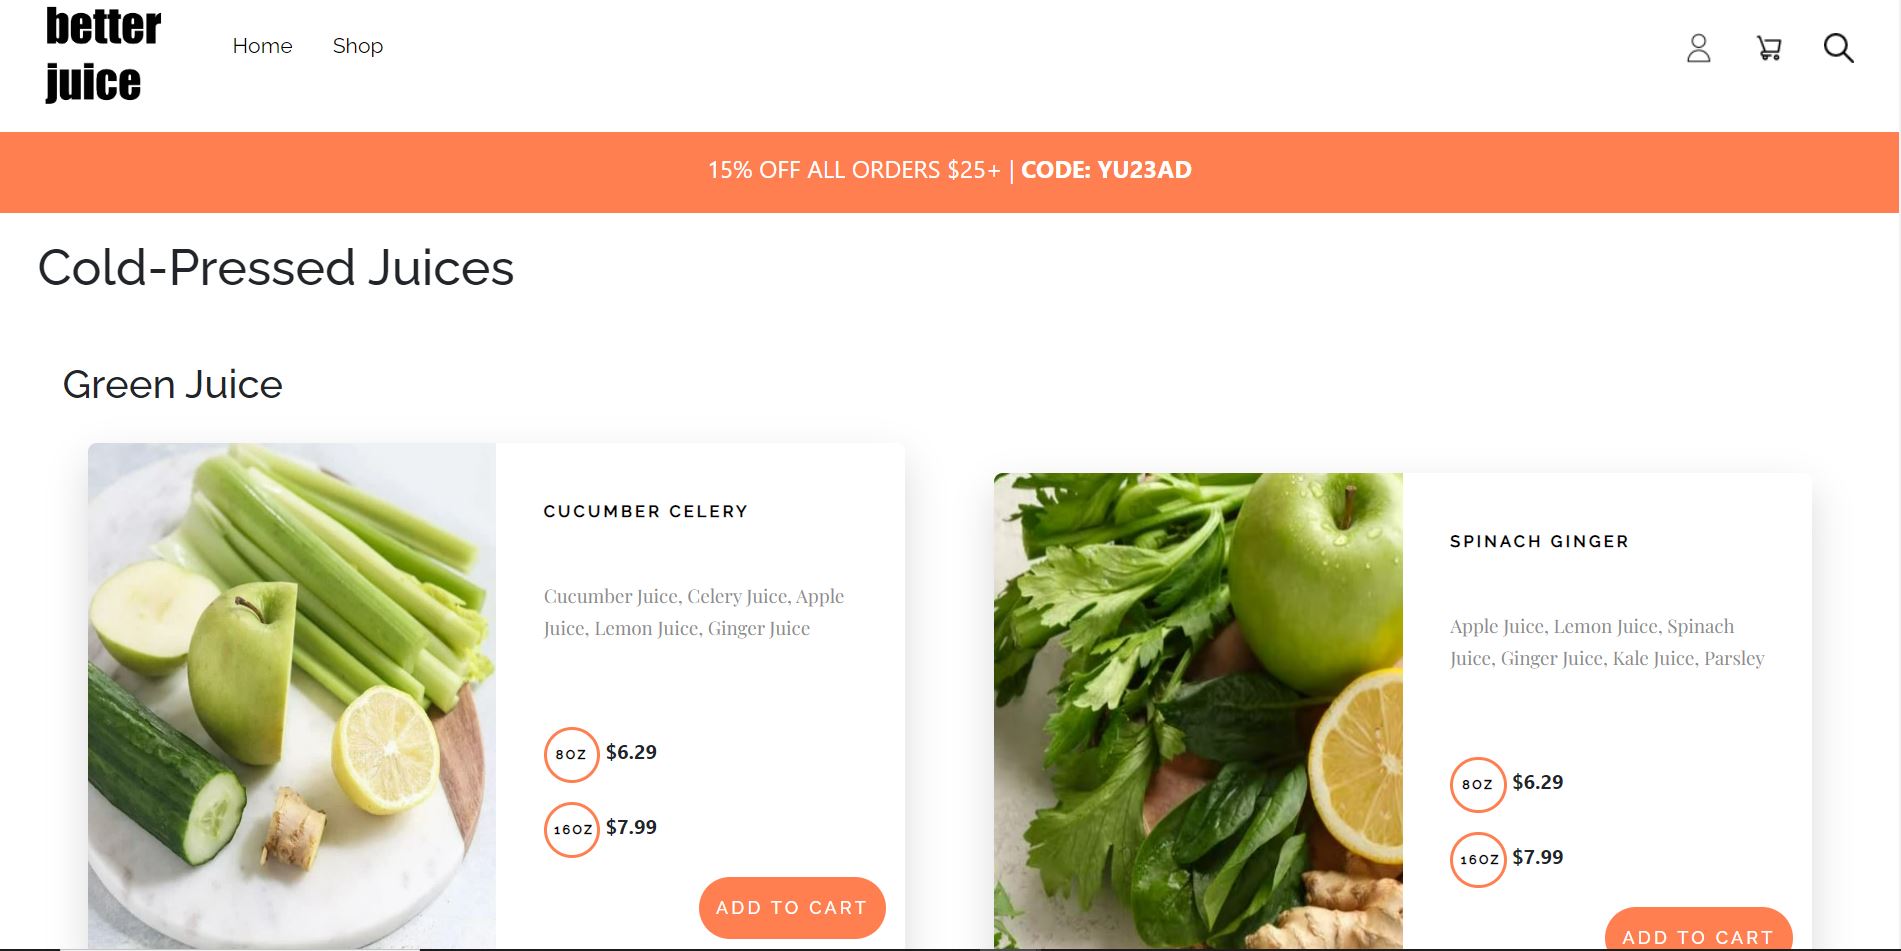 better
juice
Home
Shop
15% OFF ALL ORDERS $25+ | CODE: YU23AD
Cold-Pressed Juices
Green Juice
CUCUMBER CELERY
Cucumber Juice, Celery Juice, Apple
Juice, Lemon Juice, Ginger Juice
8OZ $6.29
16OZ $7.99
ADD TO CART
SPINACH GINGER
Apple Juice, Lemon Juice, Spinach
Juice, Ginger Juice, Kale Juice, Parsley
8OZ $6.29
16OZ $7.99
ADD TO CART